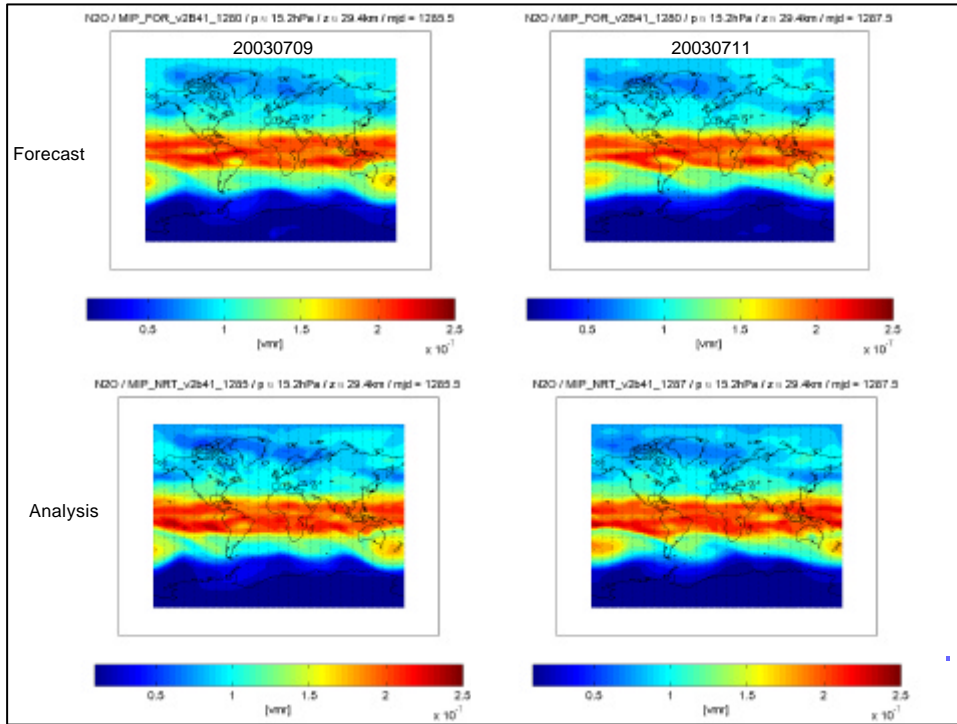 N2O / MIP_FOR_v2B41_1280 / p = 15.2hPa / z = 29.4km / mjd = 1285.5
N2O / MIP_FOR_v2B41_1280 / p = 15.2hPa / z = 29.4km / mjd = 1287.5
20030709
20030711
Forecast
0.5 1 1.5 2 2.5
[vmr]
x 10
0.5 1 1.5 2 2.5
[vmr]
x 10
N2O / MIP_NRT_v2b41_1285 / p = 15.2hPa / z = 29.4km / mjd = 1285.5
N2O / MIP_NRT_v2b41_1287 / p = 15.2hPa / z = 29.4km / mjd = 1287.5
Analysis
0.5 1 1.5 2 2.5
[vmr]
x 10
0.5 1 1.5 2 2.5
[vmr]
x 10